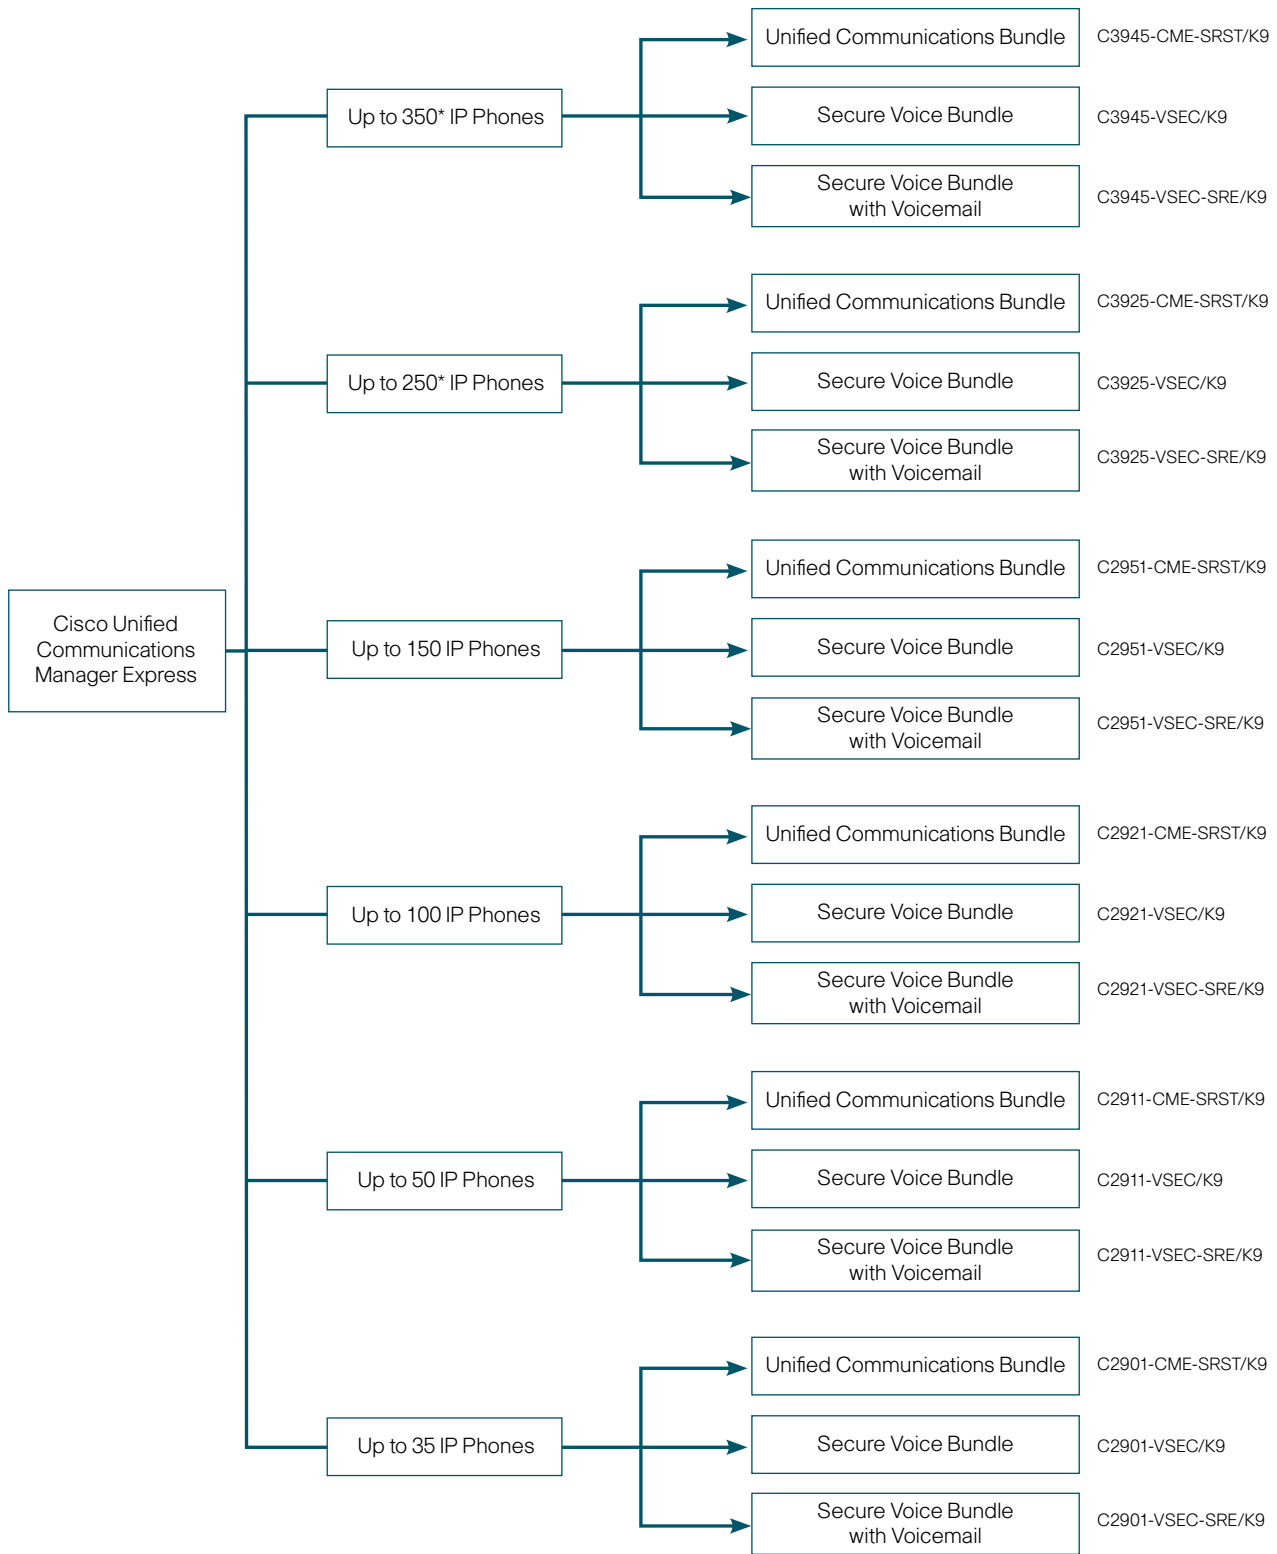 Unified Communications Bundle
C3945-CME-SRST/K9
Up to 350* IP Phones
Secure Voice Bundle
C3945-VSEC/K9
Secure Voice Bundle
with Voicemail
C3945-VSEC-SRE/K9
Unified Communications Bundle
C3925-CME-SRST/K9
Up to 250* IP Phones
Secure Voice Bundle
C3925-VSEC/K9
Secure Voice Bundle
with Voicemail
C3925-VSEC-SRE/K9
Cisco Unified
Communications
Manager Express
Unified Communications Bundle
C2951-CME-SRST/K9
Up to 150 IP Phones
Secure Voice Bundle
C2951-VSEC/K9
Secure Voice Bundle
with Voicemail
C2951-VSEC-SRE/K9
Unified Communications Bundle
C2921-CME-SRST/K9
Up to 100 IP Phones
Secure Voice Bundle
C2921-VSEC/K9
Secure Voice Bundle
with Voicemail
C2921-VSEC-SRE/K9
Unified Communications Bundle
C2911-CME-SRST/K9
Up to 50 IP Phones
Secure Voice Bundle
C2911-VSEC/K9
Secure Voice Bundle
with Voicemail
C2911-VSEC-SRE/K9
Unified Communications Bundle
C2901-CME-SRST/K9
Up to 35 IP Phones
Secure Voice Bundle
C2901-VSEC/K9
Secure Voice Bundle
with Voicemail
C2901-VSEC-SRE/K9